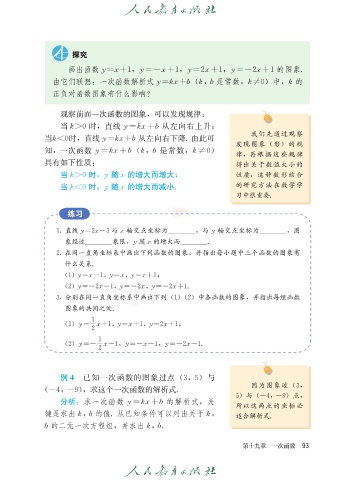 人民教育出版社
探究
画出函数 y=x+1, y=-x+1, y=2x+1, y=-2x+1 的图象.
由它们联想:一次函数解析式 y=kx+b (k, b 是常数, k≠0) 中, k 的
正负对函数图象有什么影响?
观察前面一次函数的图象,可以发现规律:
当 k>0 时,直线 y=kx+b 从左向右上升;
当k<0时,直线 y=kx+b 从左向右下降. 由此可
知,一次函数 y=kx+b (k, b 是常数, k≠0)
具有如下性质:
当 k>0 时, y 随 x 的增大而增大;
当 k<0 时, y 随 x 的增大而减小.
我们先通过观察
发现图象(形)的规
律,再根据这些规律
得出关于数值大小的
性质,这种数形结合
的研究方法在数学学
习中很重要.
练习
1. 直线 y=2x-3 与 x 轴交点坐标为________, 与 y 轴交点坐标为________, 图
象经过________象限, y 随 x 的增大而________.
2. 在同一直角坐标系中画出下列函数的图象,并指出每小题中三个函数的图象有
什么关系.
(1) y=x-1, y=x, y=x+1;
(2) y=-2x-1, y=-2x, y=-2x+1.
3. 分别在同一直角坐标系中画出下列 (1) (2) 中各函数的图象,并指出每组函数
图象的共同之处.
(1) y=1/2x+1, y=x+1, y=2x+1;
(2) y=-1/2x-1, y=-x-1, y=-2x-1.
例 4 已知一次函数的图象过点 (3, 5) 与
(-4, -9), 求这个一次函数的解析式.
分析:求一次函数 y=kx+b 的解析式,关
键是求出 k, b 的值. 从已知条件可以列出关于 k,
b 的二元一次方程组,并求出 k, b.
因为图象过 (3,
5) 与 (-4, -9) 点,
所以这两点的坐标必
适合解析式.
第十九章 一次函数 93
人民教育出版社